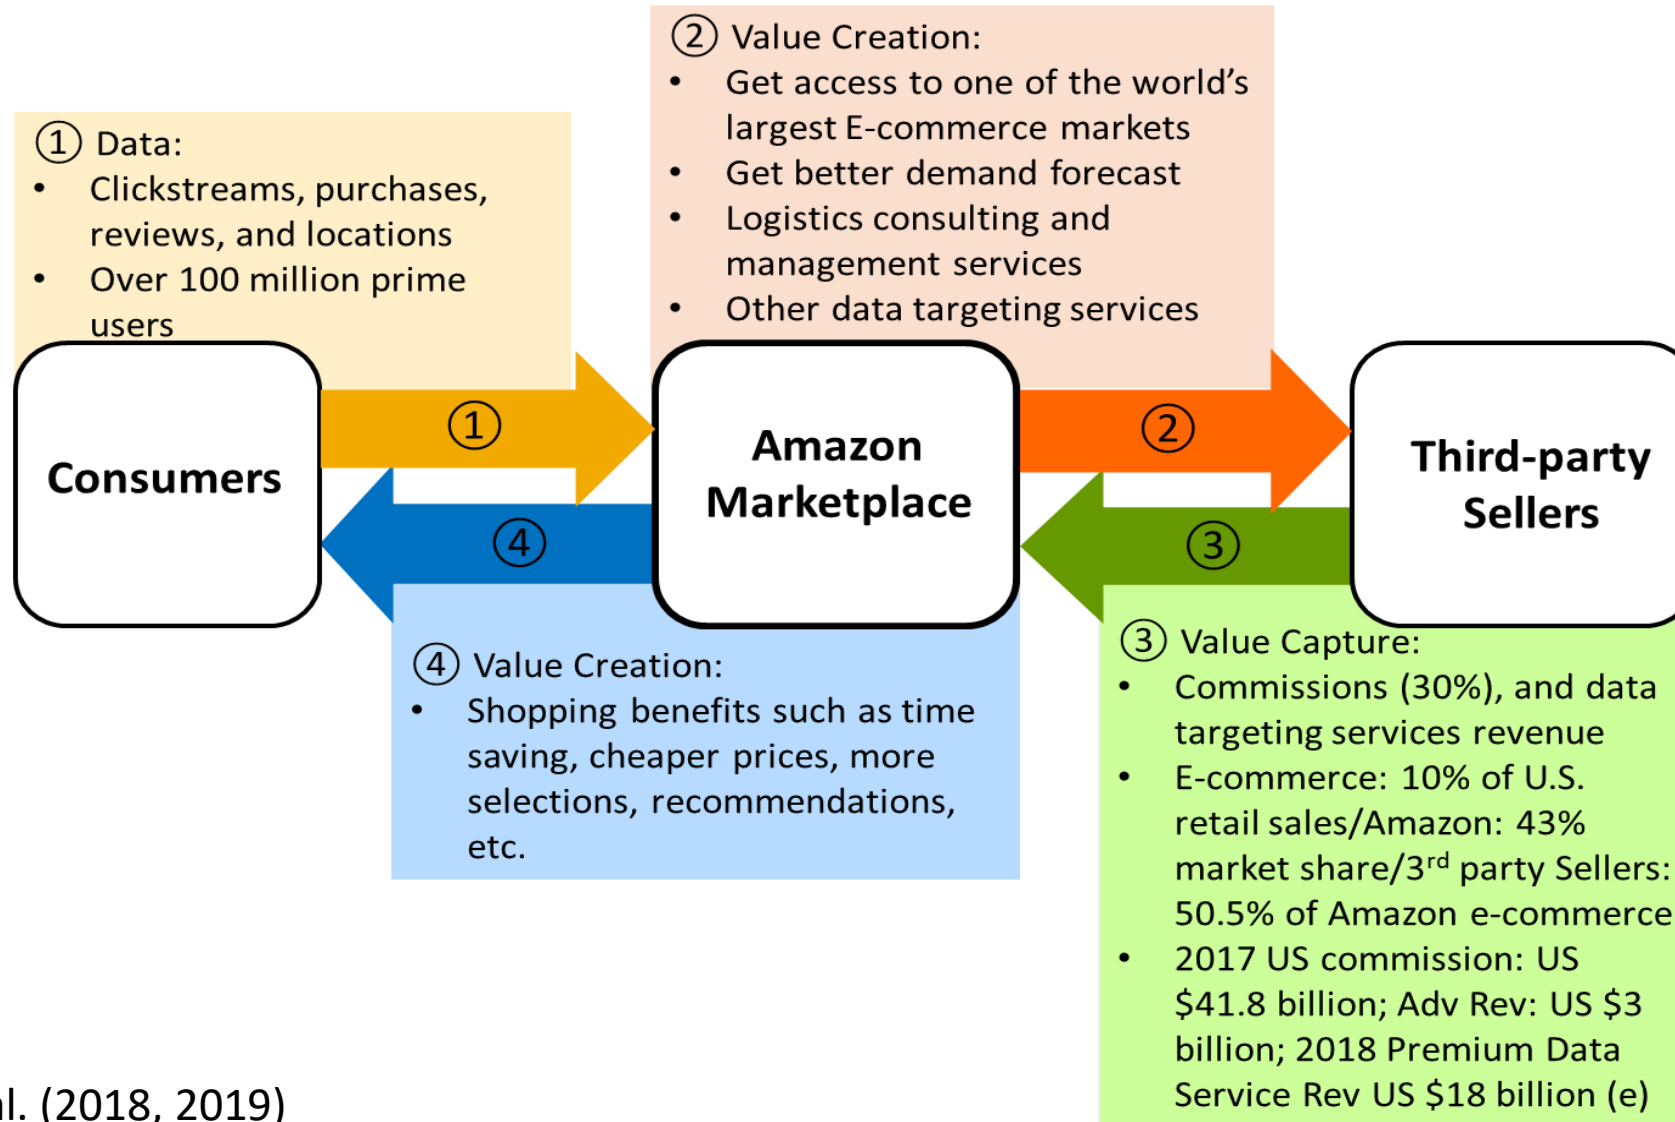 ① Data:
• Clickstreams, purchases,
reviews, and locations
• Over 100 million prime
users
② Value Creation:
• Get access to one of the world’s
largest E-commerce markets
• Get better demand forecast
• Logistics consulting and
management services
• Other data targeting services
Consumers
①
Amazon
Marketplace
②
Third-party
Sellers
④
③
④ Value Creation:
• Shopping benefits such as time
saving, cheaper prices, more
selections, recommendations,
etc.
③ Value Capture:
• Commissions (30%), and data
targeting services revenue
• E-commerce: 10% of U.S.
retail sales/Amazon: 43%
market share/3rd party Sellers:
50.5% of Amazon e-commerce
• 2017 US commission: US
$41.8 billion; Adv Rev: US $3
billion; 2018 Premium Data
Service Rev US $18 billion (e)
al. (2018, 2019)